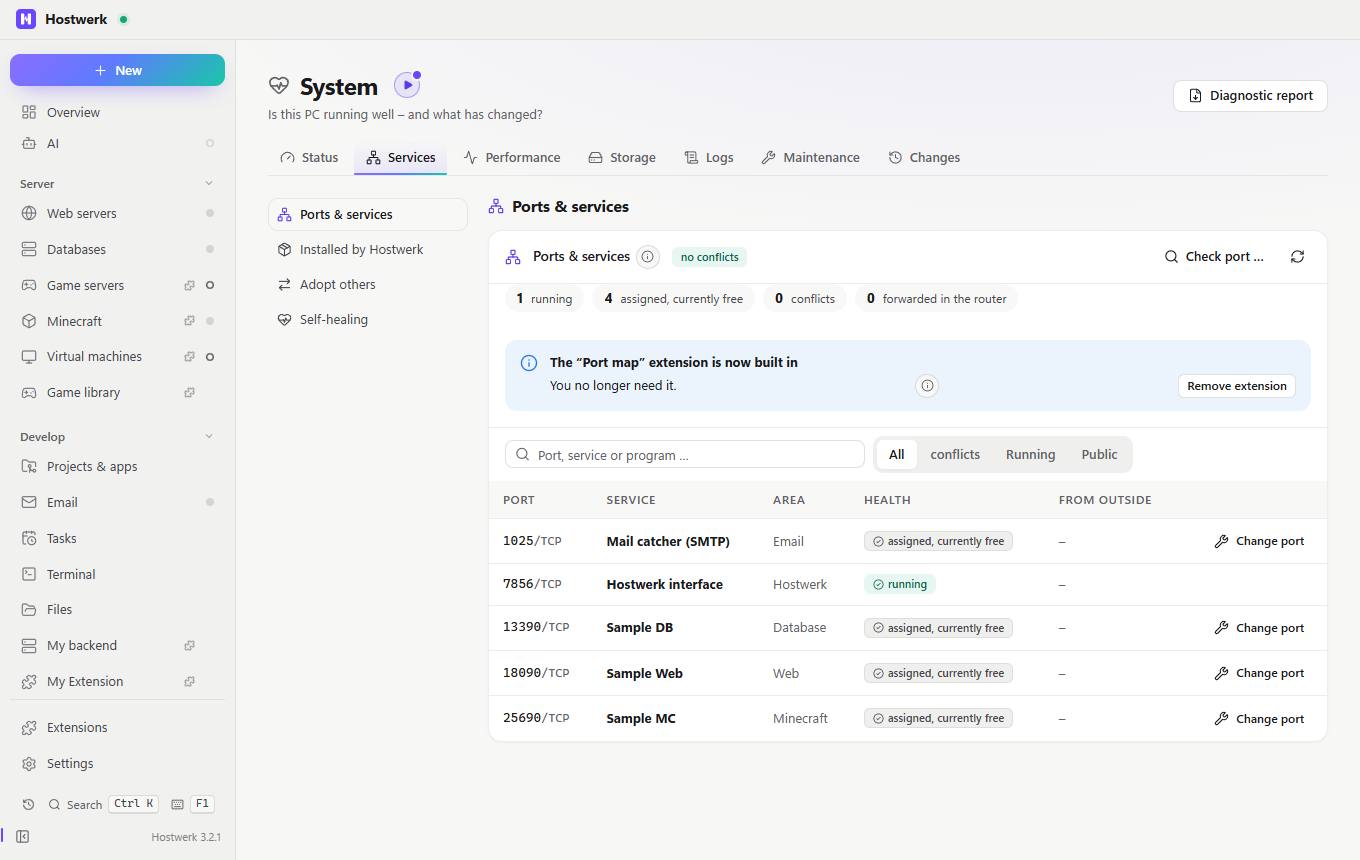 Hostwerk
+ New
Overview
AI
Server
Web servers
Databases
Game servers
Minecraft
Virtual machines
Game library
Develop
Projects & apps
Email
Tasks
Terminal
Files
My backend
My Extension
Extensions
Settings
Search Ctrl K F1
Hostwerk 3.2.1
System
Is this PC running well – and what has changed?
Diagnostic report
Status Services Performance Storage Logs Maintenance Changes
Ports & services
Installed by Hostwerk
Adopt others
Self-healing
Ports & services
Ports & services no conflicts Check port ...
1 running 4 assigned, currently free 0 conflicts 0 forwarded in the router
The “Port map” extension is now built in
You no longer need it. Remove extension
Port, service or program ... All conflicts Running Public
PORT SERVICE AREA HEALTH FROM OUTSIDE
1025/TCP Mail catcher (SMTP) Email assigned, currently free – Change port
7856/TCP Hostwerk interface Hostwerk running –
13390/TCP Sample DB Database assigned, currently free – Change port
18090/TCP Sample Web Web assigned, currently free – Change port
25690/TCP Sample MC Minecraft assigned, currently free – Change port